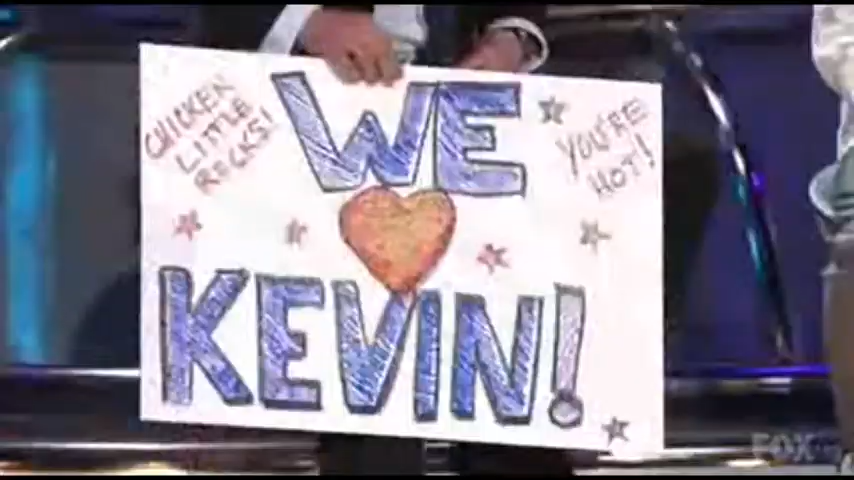 CHICKEN
LITTLE
ROCKS!
WE
YOU'RE
HOT!
KEVIN!
FOX